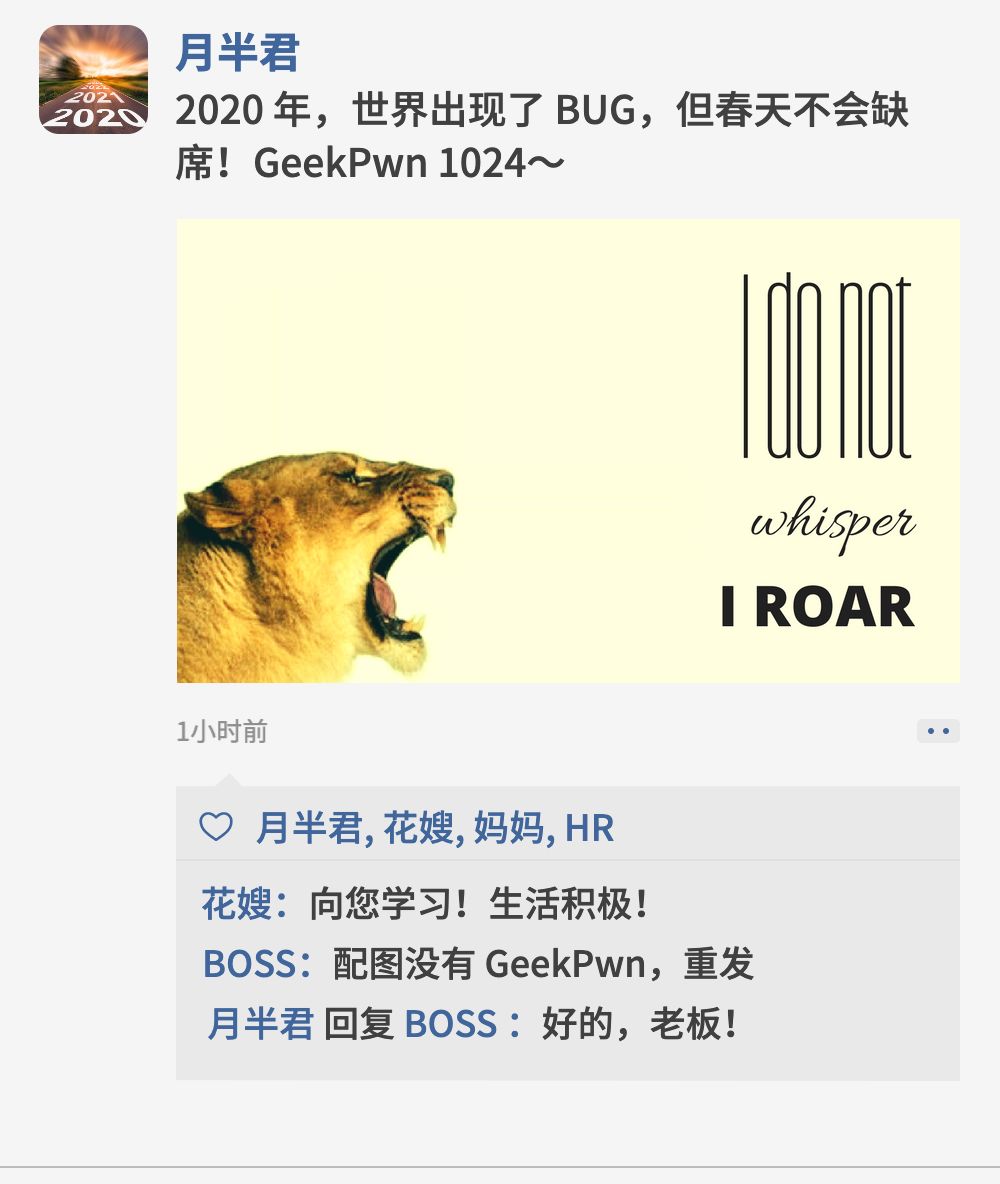 月半君
2020 年，世界出现了 BUG，但春天不会缺
席！GeekPwn 1024～
2021
2020
I do not
whisper
I ROAR
1小时前
月半君, 花嫂, 妈妈, HR
花嫂：向您学习！生活积极！
BOSS：配图没有 GeekPwn，重发
月半君 回复 BOSS ：好的，老板！